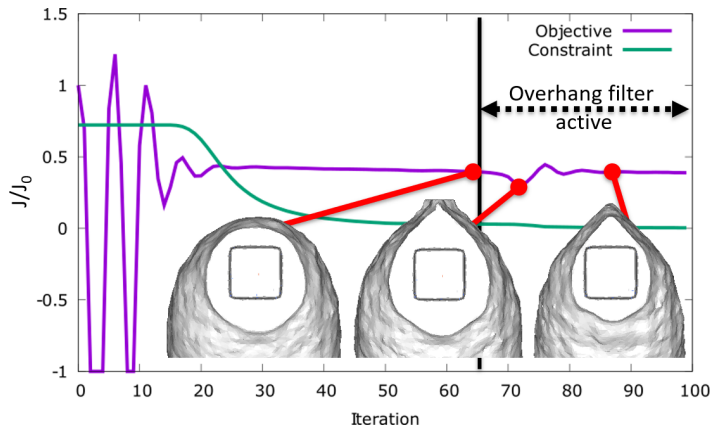 1.5
Objective
Constraint
1
Overhang filter
active
0.5
J/J0
0
-0.5
-1
0 10 20 30 40 50 60 70 80 90 100
Iteration